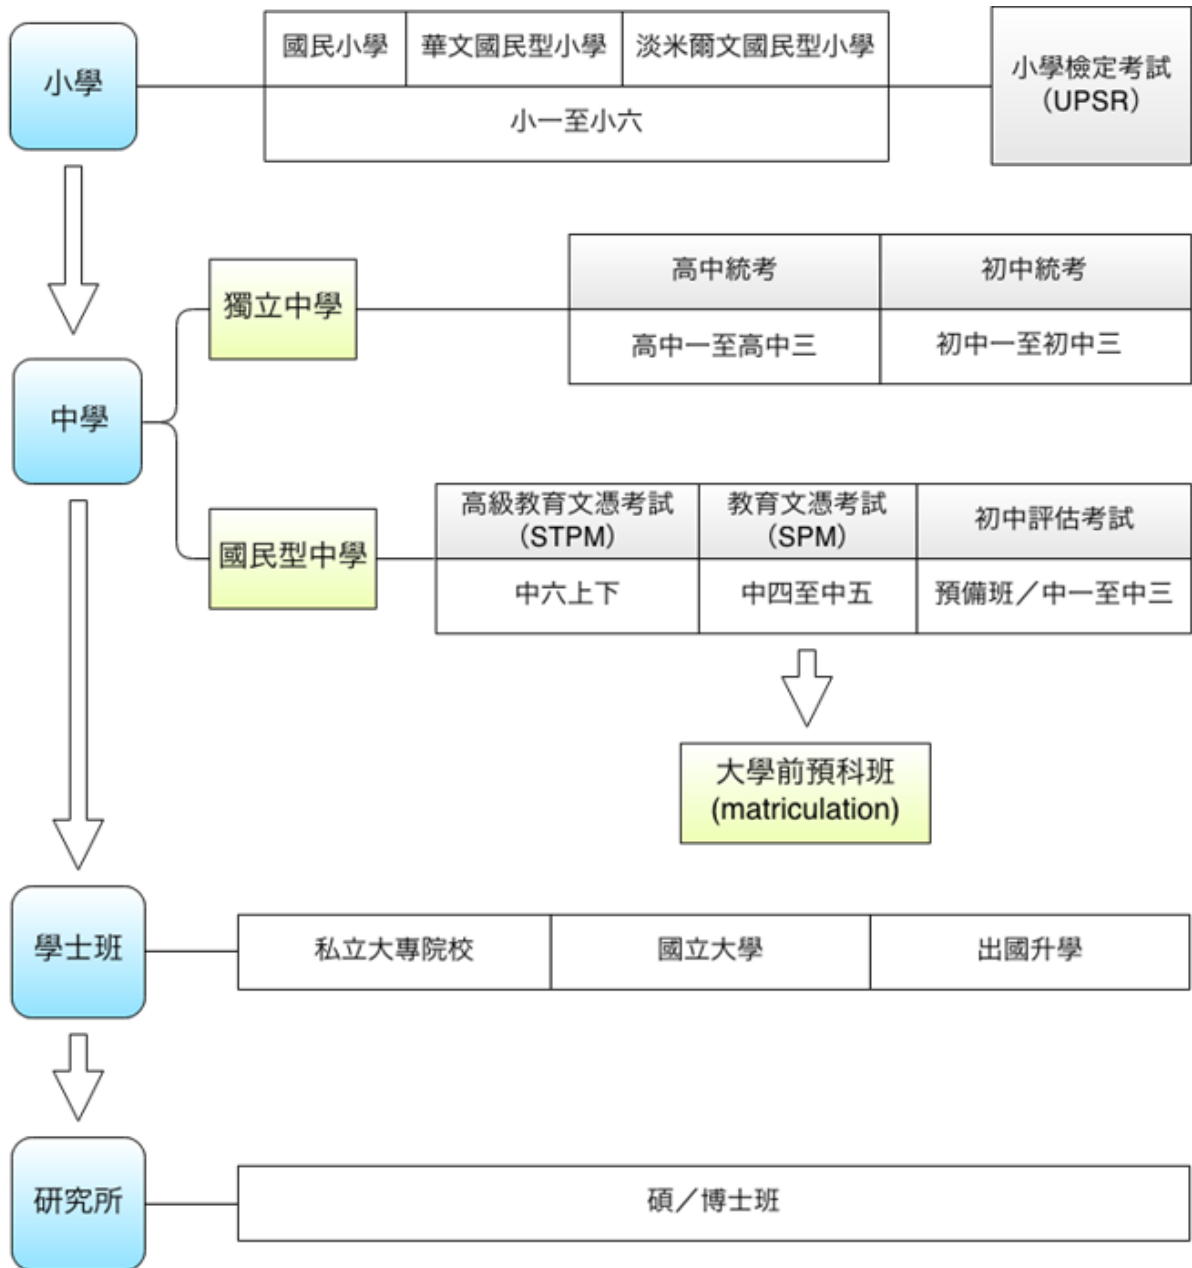 小學
國民小學
華文國民型小學
淡米爾文國民型小學
小一至小六
小學檢定考試
（UPSR）
中學
獨立中學
高中統考
初中統考
高中一至高中三
初中一至初中三
國民型中學
高級教育文憑考試
（STPM）
教育文憑考試
（SPM）
初中評估考試
中六上下
中四至中五
預備班／中一至中三
大學前預科班
(matriculation)
學士班
私立大專院校
國立大學
出國升學
研究所
碩／博士班